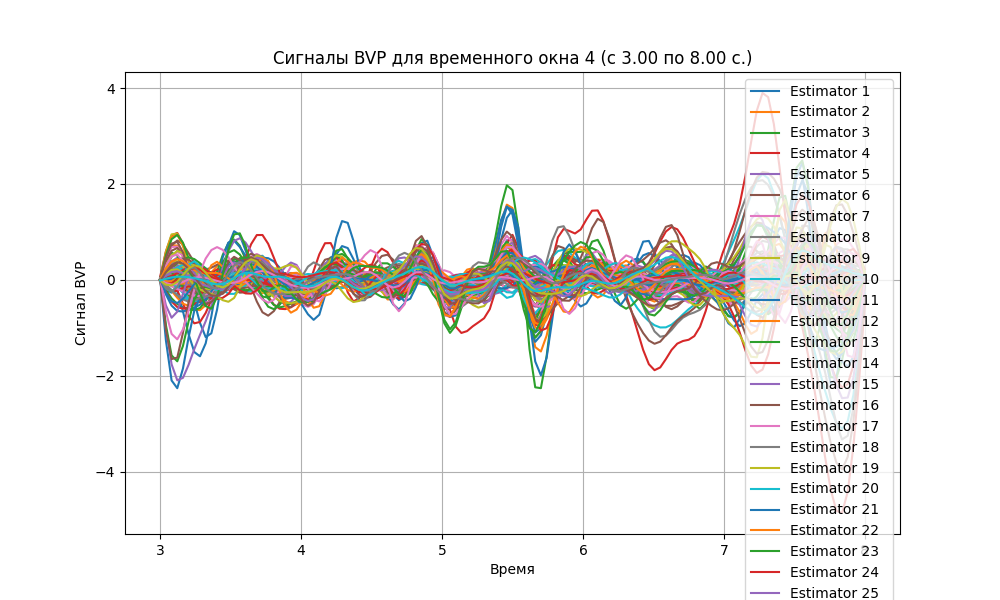 Сигналы BVP для временного окна 4 (с 3.00 по 8.00 с.)
4
2
0
−2
−4
Сигнал BVP
3
4
5
6
7
Время
Estimator 1
Estimator 2
Estimator 3
Estimator 4
Estimator 5
Estimator 6
Estimator 7
Estimator 8
Estimator 9
Estimator 10
Estimator 11
Estimator 12
Estimator 13
Estimator 14
Estimator 15
Estimator 16
Estimator 17
Estimator 18
Estimator 19
Estimator 20
Estimator 21
Estimator 22
Estimator 23
Estimator 24
Estimator 25